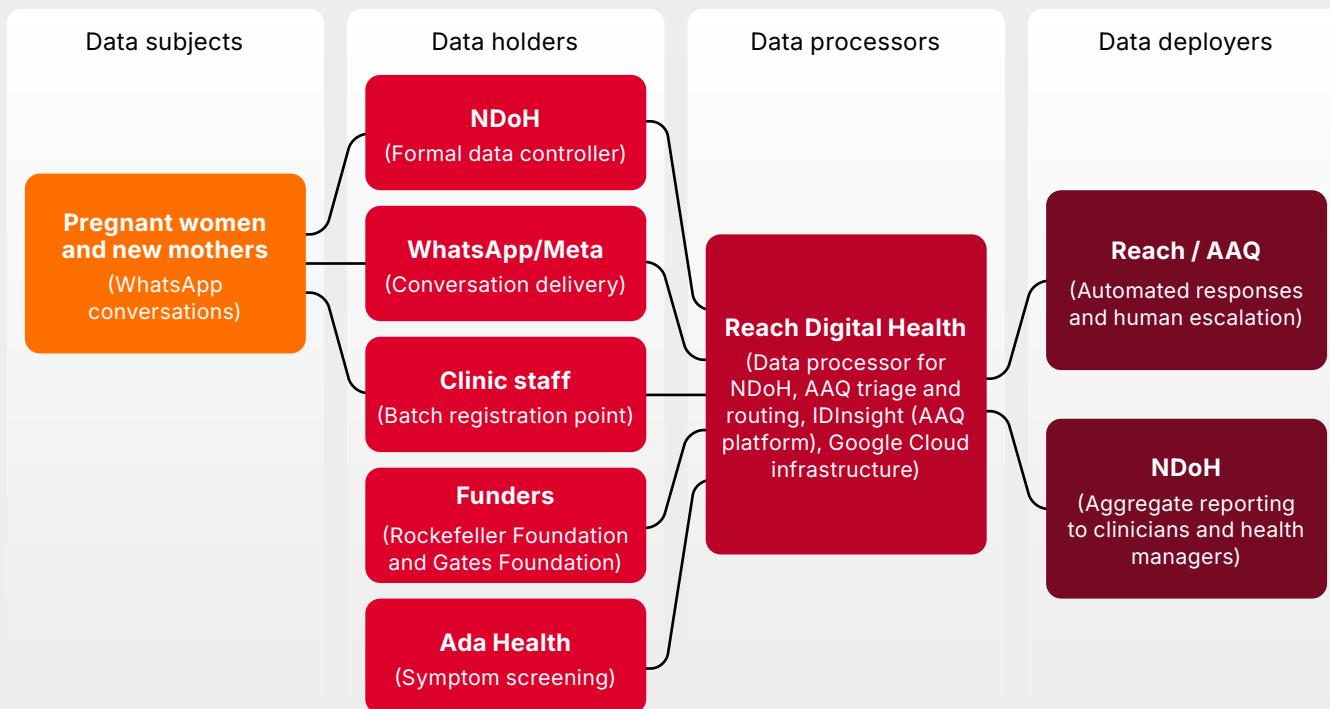 Data subjects
Data holders
Data processors
Data deployers
Pregnant women
and new mothers
(WhatsApp
conversations)
NDoH
(Formal data controller)
WhatsApp/Meta
(Conversation delivery)
Clinic staff
(Batch registration point)
Funders
(Rockefeller Foundation
and Gates Foundation)
Ada Health
(Symptom screening)
Reach Digital Health
(Data processor for
NDoH, AAQ triage and
routing, IDInsight (AAQ
platform), Google Cloud
infrastructure)
Reach / AAQ
(Automated responses
and human escalation)
NDoH
(Aggregate reporting
to clinicians and health
managers)